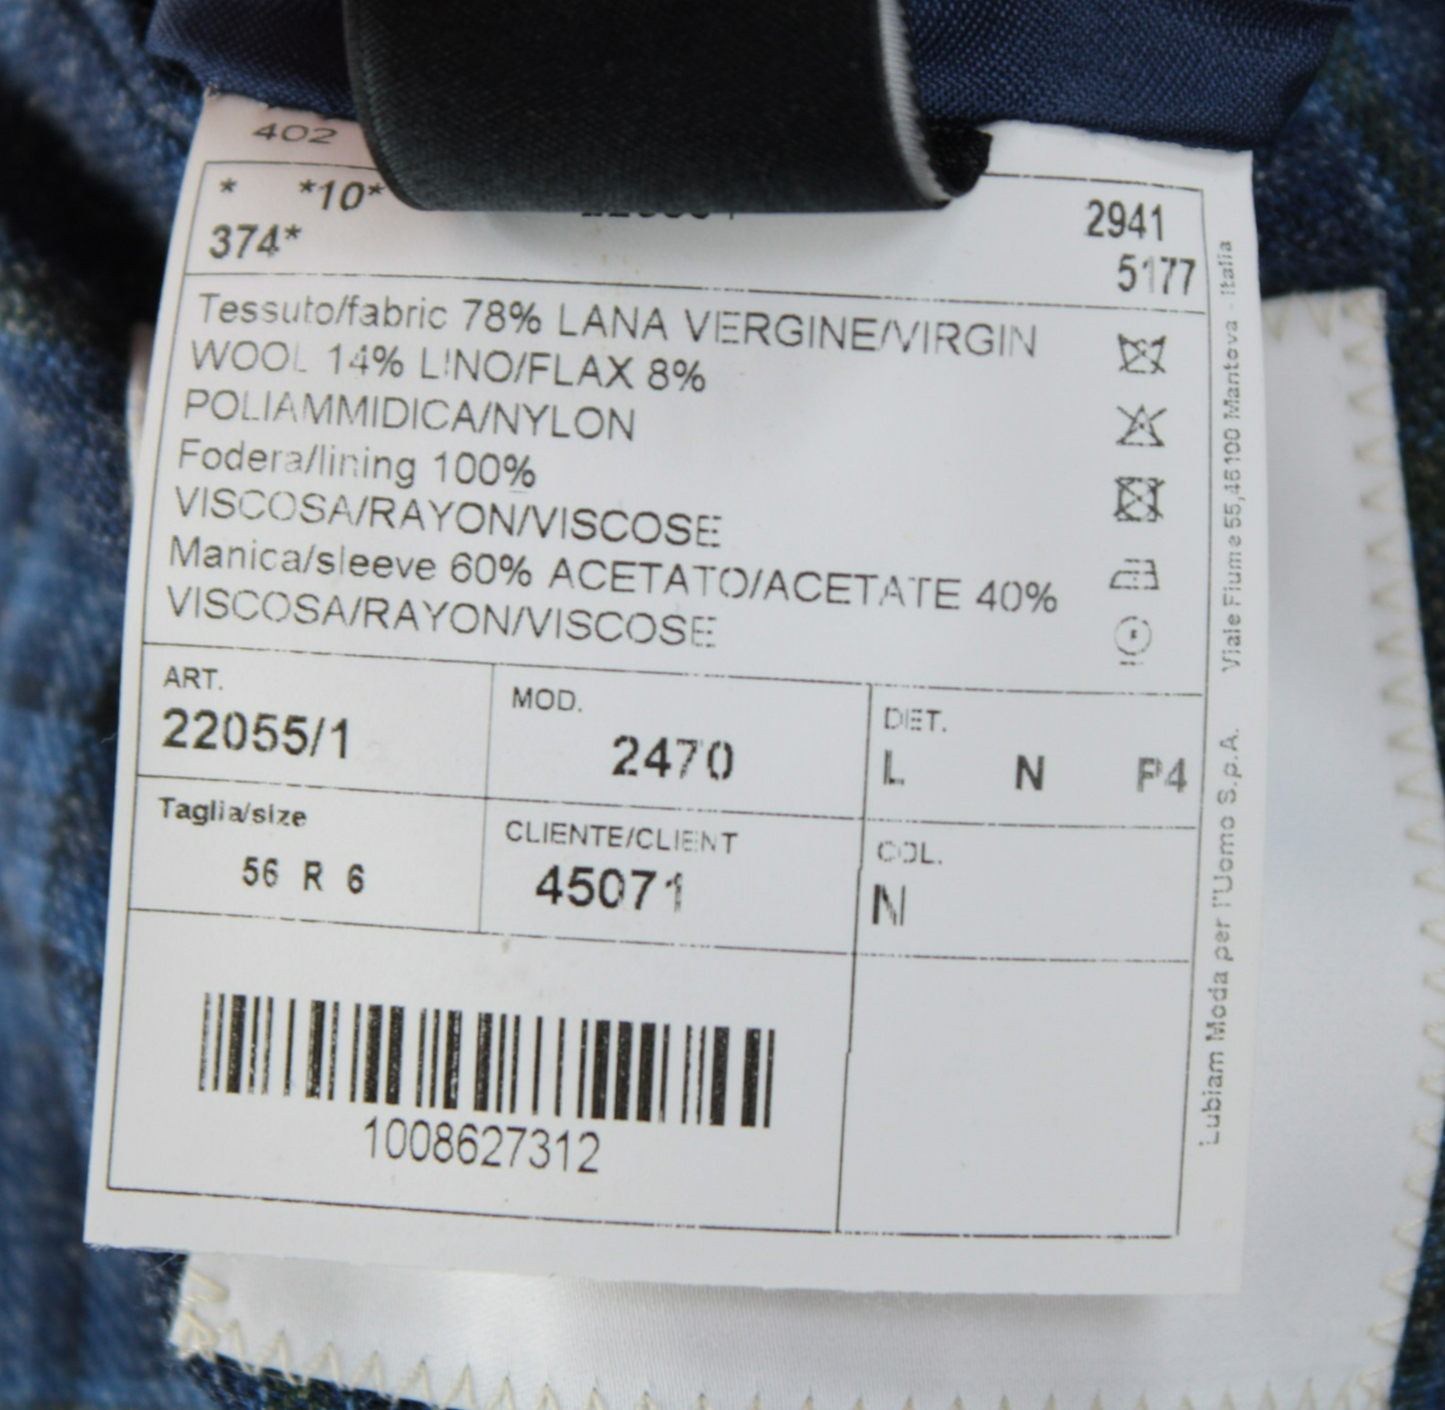 402
* *10* 2941
374* 5177
Tessuto/fabric 78% LANA VERGINE/VIRGIN
WOOL 14% LINO/FLAX 8%
POLIAMMIDICA/NYLON
Fodera/lining 100%
VISCOSA/RAYON/VISCOSE
Manica/sleeve 60% ACETATO/ACETATE 40%
VISCOSA/RAYON/VISCOSE
ART.
22055/1
MOD.
2470
DET.
L N P4
Taglia/size
56 R 6
CLIENTE/CLIENT
45071
COL.
N
1008627312
Lubiam Moda per l'Uomo S.p.A. Viale Fiume 55,46100 Mantova - Italia